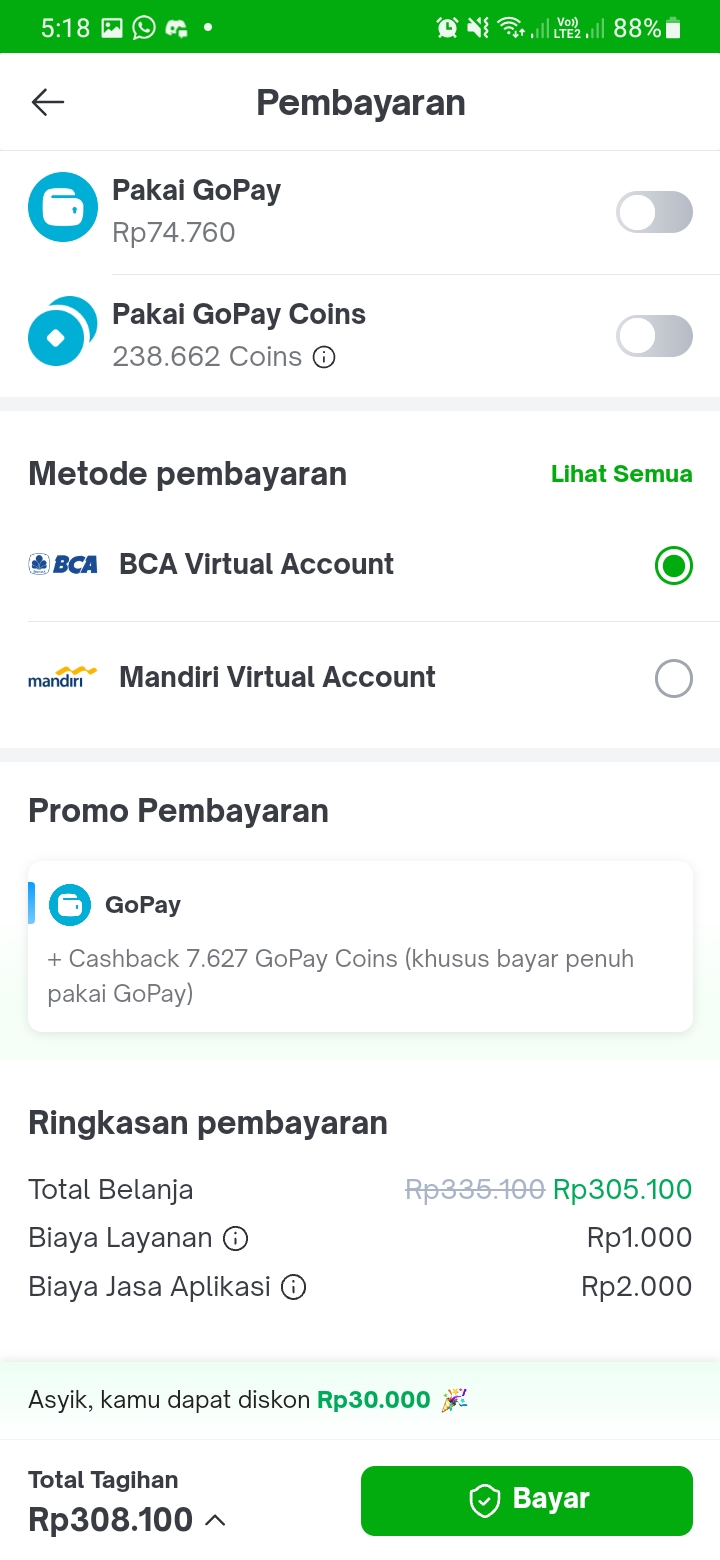 5:18 Vo)) LTE2 88%
Pembayaran
Pakai GoPay
Rp74.760
Pakai GoPay Coins
238.662 Coins
Metode pembayaran Lihat Semua
BCA BCA Virtual Account
mandiri Mandiri Virtual Account
Promo Pembayaran
GoPay
+ Cashback 7.627 GoPay Coins (khusus bayar penuh
pakai GoPay)
Ringkasan pembayaran
Total Belanja Rp335.100 Rp305.100
Biaya Layanan Rp1.000
Biaya Jasa Aplikasi Rp2.000
Asyik, kamu dapat diskon Rp30.000 🎉
Total Tagihan
Rp308.100
Bayar